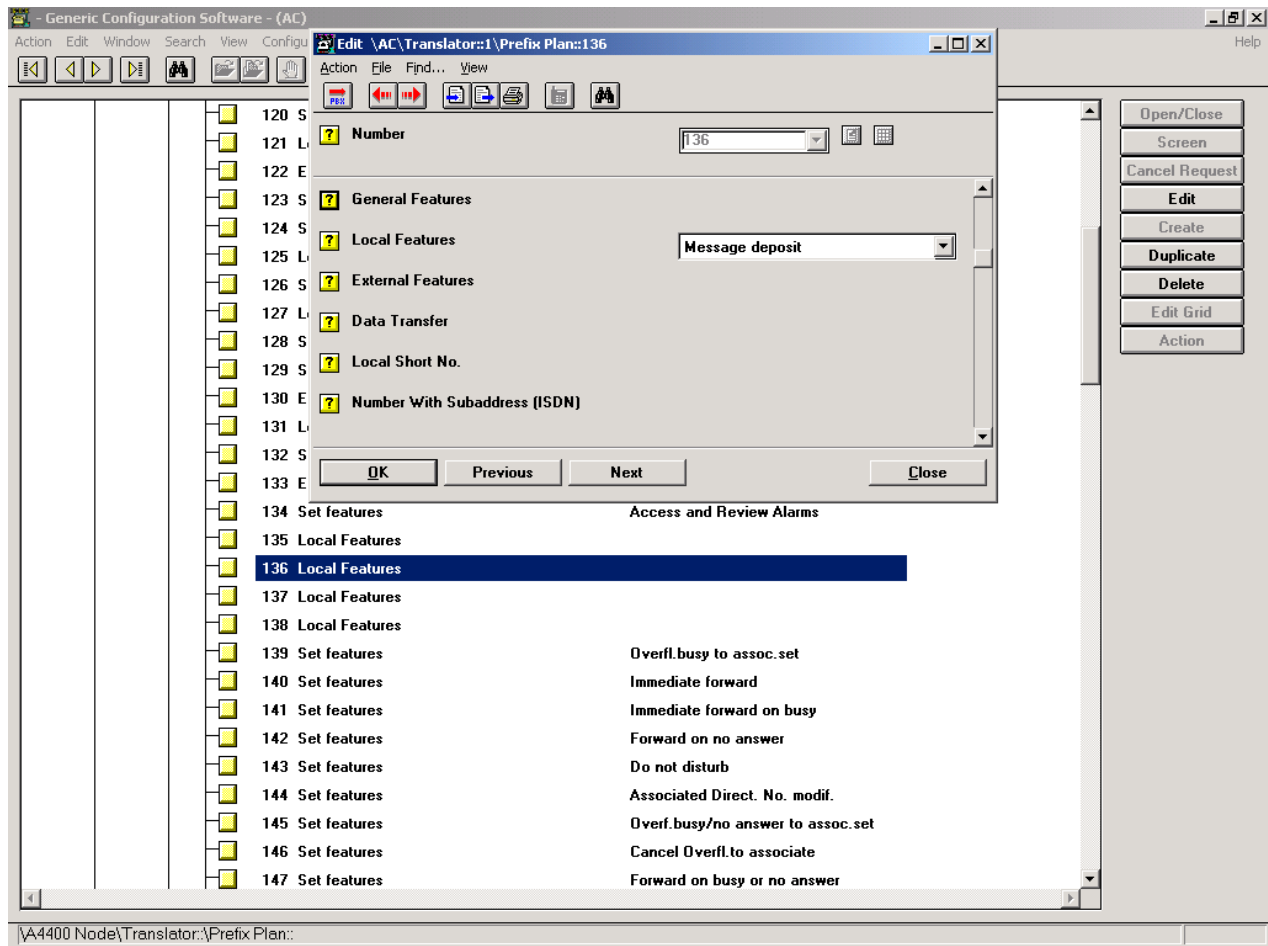 - Generic Configuration Software - (AC)
Action Edit Window Search View Configu
Help
Edit \AC\Translator::1\Prefix Plan::136
Action File Find... View
PBX
Number
136
General Features
Local Features
Message deposit
External Features
Data Transfer
Local Short No.
Number With Subaddress (ISDN)
OK Previous Next Close
120 S
121 L
122 E
123 S
124 S
125 L
126 S
127 L
128 S
129 S
130 E
131 L
132 S
133 E
134 Set features Access and Review Alarms
135 Local Features
136 Local Features
137 Local Features
138 Local Features
139 Set features Overfl.busy to assoc.set
140 Set features Immediate forward
141 Set features Immediate forward on busy
142 Set features Forward on no answer
143 Set features Do not disturb
144 Set features Associated Direct. No. modif.
145 Set features Overf.busy/no answer to assoc.set
146 Set features Cancel Overfl.to associate
147 Set features Forward on busy or no answer
Open/Close
Screen
Cancel Request
Edit
Create
Duplicate
Delete
Edit Grid
Action
\A4400 Node\Translator::\Prefix Plan::